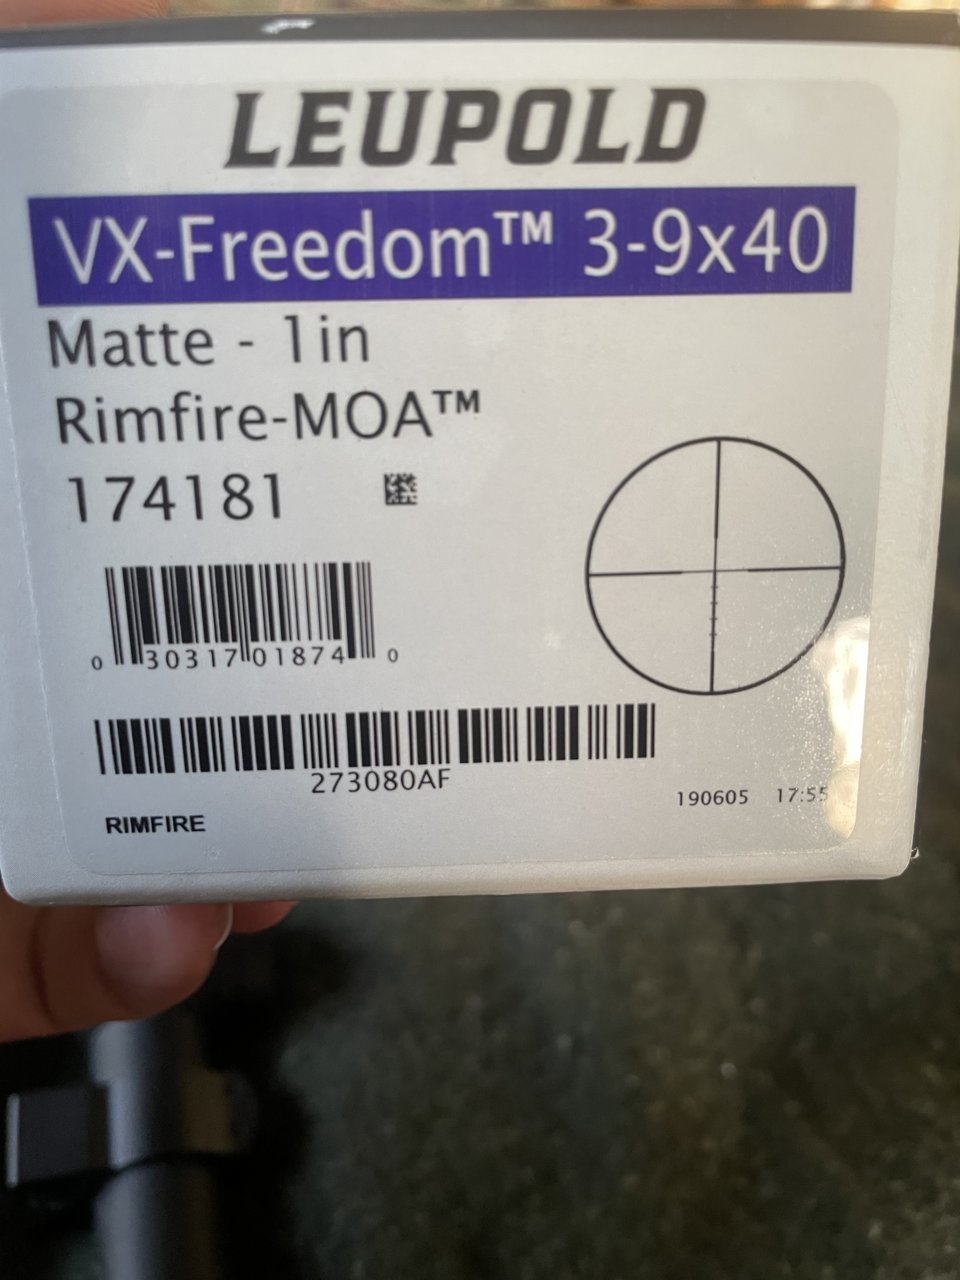 LEUPOLD
VX-Freedom™ 3-9x40
Matte - 1in
Rimfire-MOA™
174181
0 30317 01874 0
273080AF
190605 17:55
RIMFIRE